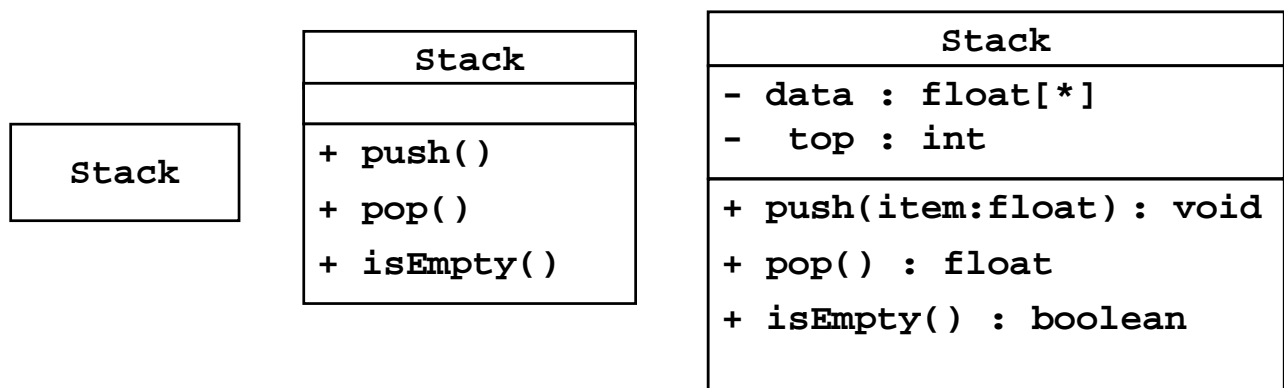 Stack
Stack
+ push()
+ pop()
+ isEmpty()
Stack
- data : float[*]
- top : int
+ push(item:float) : void
+ pop() : float
+ isEmpty() : boolean